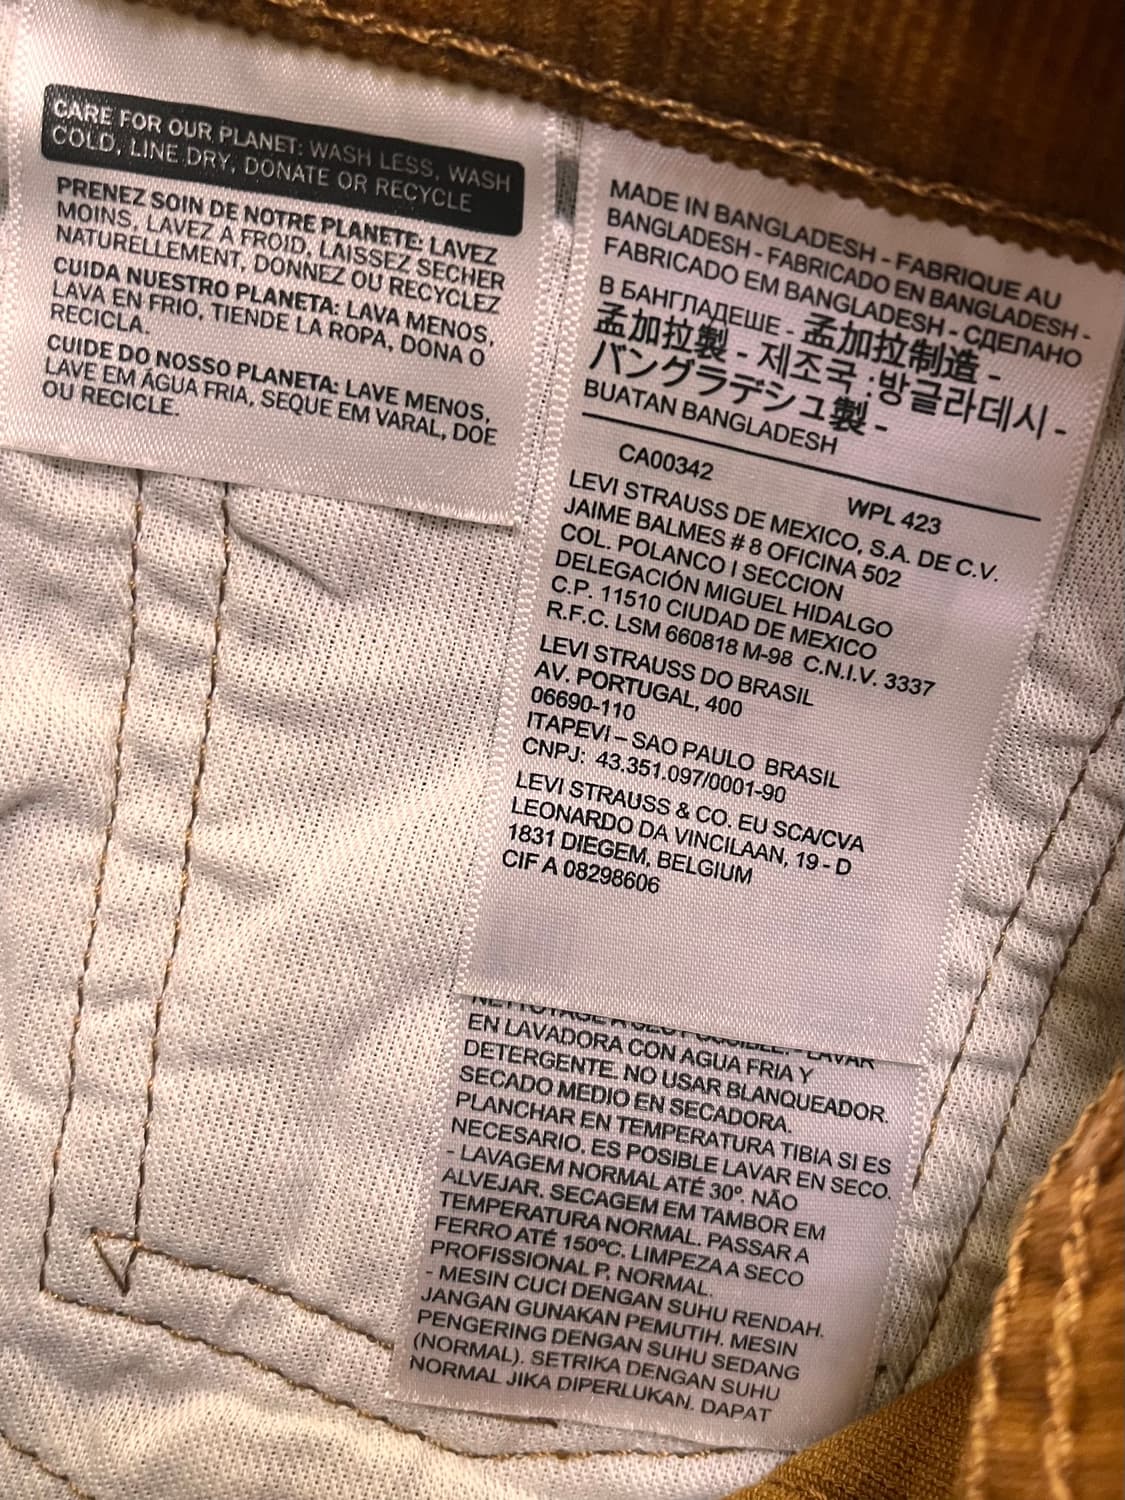 CARE FOR OUR PLANET: WASH LESS, WASH
COLD, LINE DRY, DONATE OR RECYCLE
PRENEZ SOIN DE NOTRE PLANETE: LAVEZ
MOINS, LAVEZ A FROID, LAISSEZ SECHER
NATURELLEMENT, DONNEZ OU RECYCLEZ
CUIDA NUESTRO PLANETA: LAVA MENOS,
LAVA EN FRIO, TIENDE LA ROPA, DONA O
RECICLA.
CUIDE DO NOSSO PLANETA: LAVE MENOS,
LAVE EM ÁGUA FRIA, SEQUE EM VARAL, DOE
OU RECICLE.
MADE IN BANGLADESH - FABRIQUE AU
BANGLADESH - FABRICADO EN BANGLADESH -
FABRICADO EM BANGLADESH - СДЕЛАНО
В БАНГЛАДЕШЕ - 孟加拉制造 -
孟加拉製 - 제조국 :방글라데시 -
バングラデシュ製 -
BUATAN BANGLADESH
CA00342
WPL 423
LEVI STRAUSS DE MEXICO, S.A. DE C.V.
JAIME BALMES # 8 OFICINA 502
COL. POLANCO I SECCION
DELEGACIÓN MIGUEL HIDALGO
C.P. 11510 CIUDAD DE MEXICO
R.F.C. LSM 660818 M-98 C.N.I.V. 3337
LEVI STRAUSS DO BRASIL
AV. PORTUGAL, 400
06690-110
ITAPEVI – SAO PAULO BRASIL
CNPJ: 43.351.097/0001-90
LEVI STRAUSS & CO. EU SCA/CVA
LEONARDO DA VINCILAAN, 19 - D
1831 DIEGEM, BELGIUM
CIF A 08298606
NETTOYAGE A SEC POSSIBLE. - LAVAR
EN LAVADORA CON AGUA FRIA Y
DETERGENTE. NO USAR BLANQUEADOR.
SECADO MEDIO EN SECADORA.
PLANCHAR EN TEMPERATURA TIBIA SI ES
NECESARIO. ES POSIBLE LAVAR EN SECO.
- LAVAGEM NORMAL ATÉ 30º. NÃO
ALVEJAR. SECAGEM EM TAMBOR EM
TEMPERATURA NORMAL. PASSAR A
FERRO ATÉ 150ºC. LIMPEZA A SECO
PROFISSIONAL P, NORMAL.
- MESIN CUCI DENGAN SUHU RENDAH.
JANGAN GUNAKAN PEMUTIH. MESIN
PENGERING DENGAN SUHU SEDANG
(NORMAL). SETRIKA DENGAN SUHU
NORMAL JIKA DIPERLUKAN. DAPAT